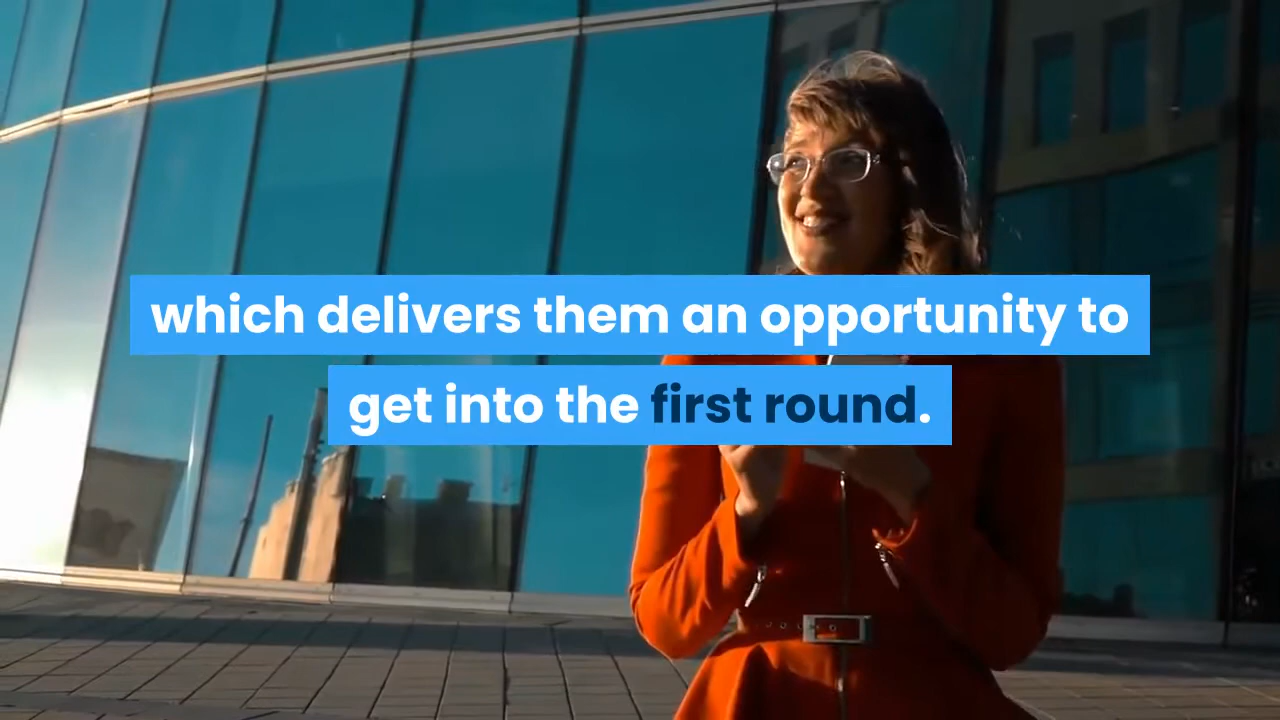 which delivers them an opportunity to
get into the first round.